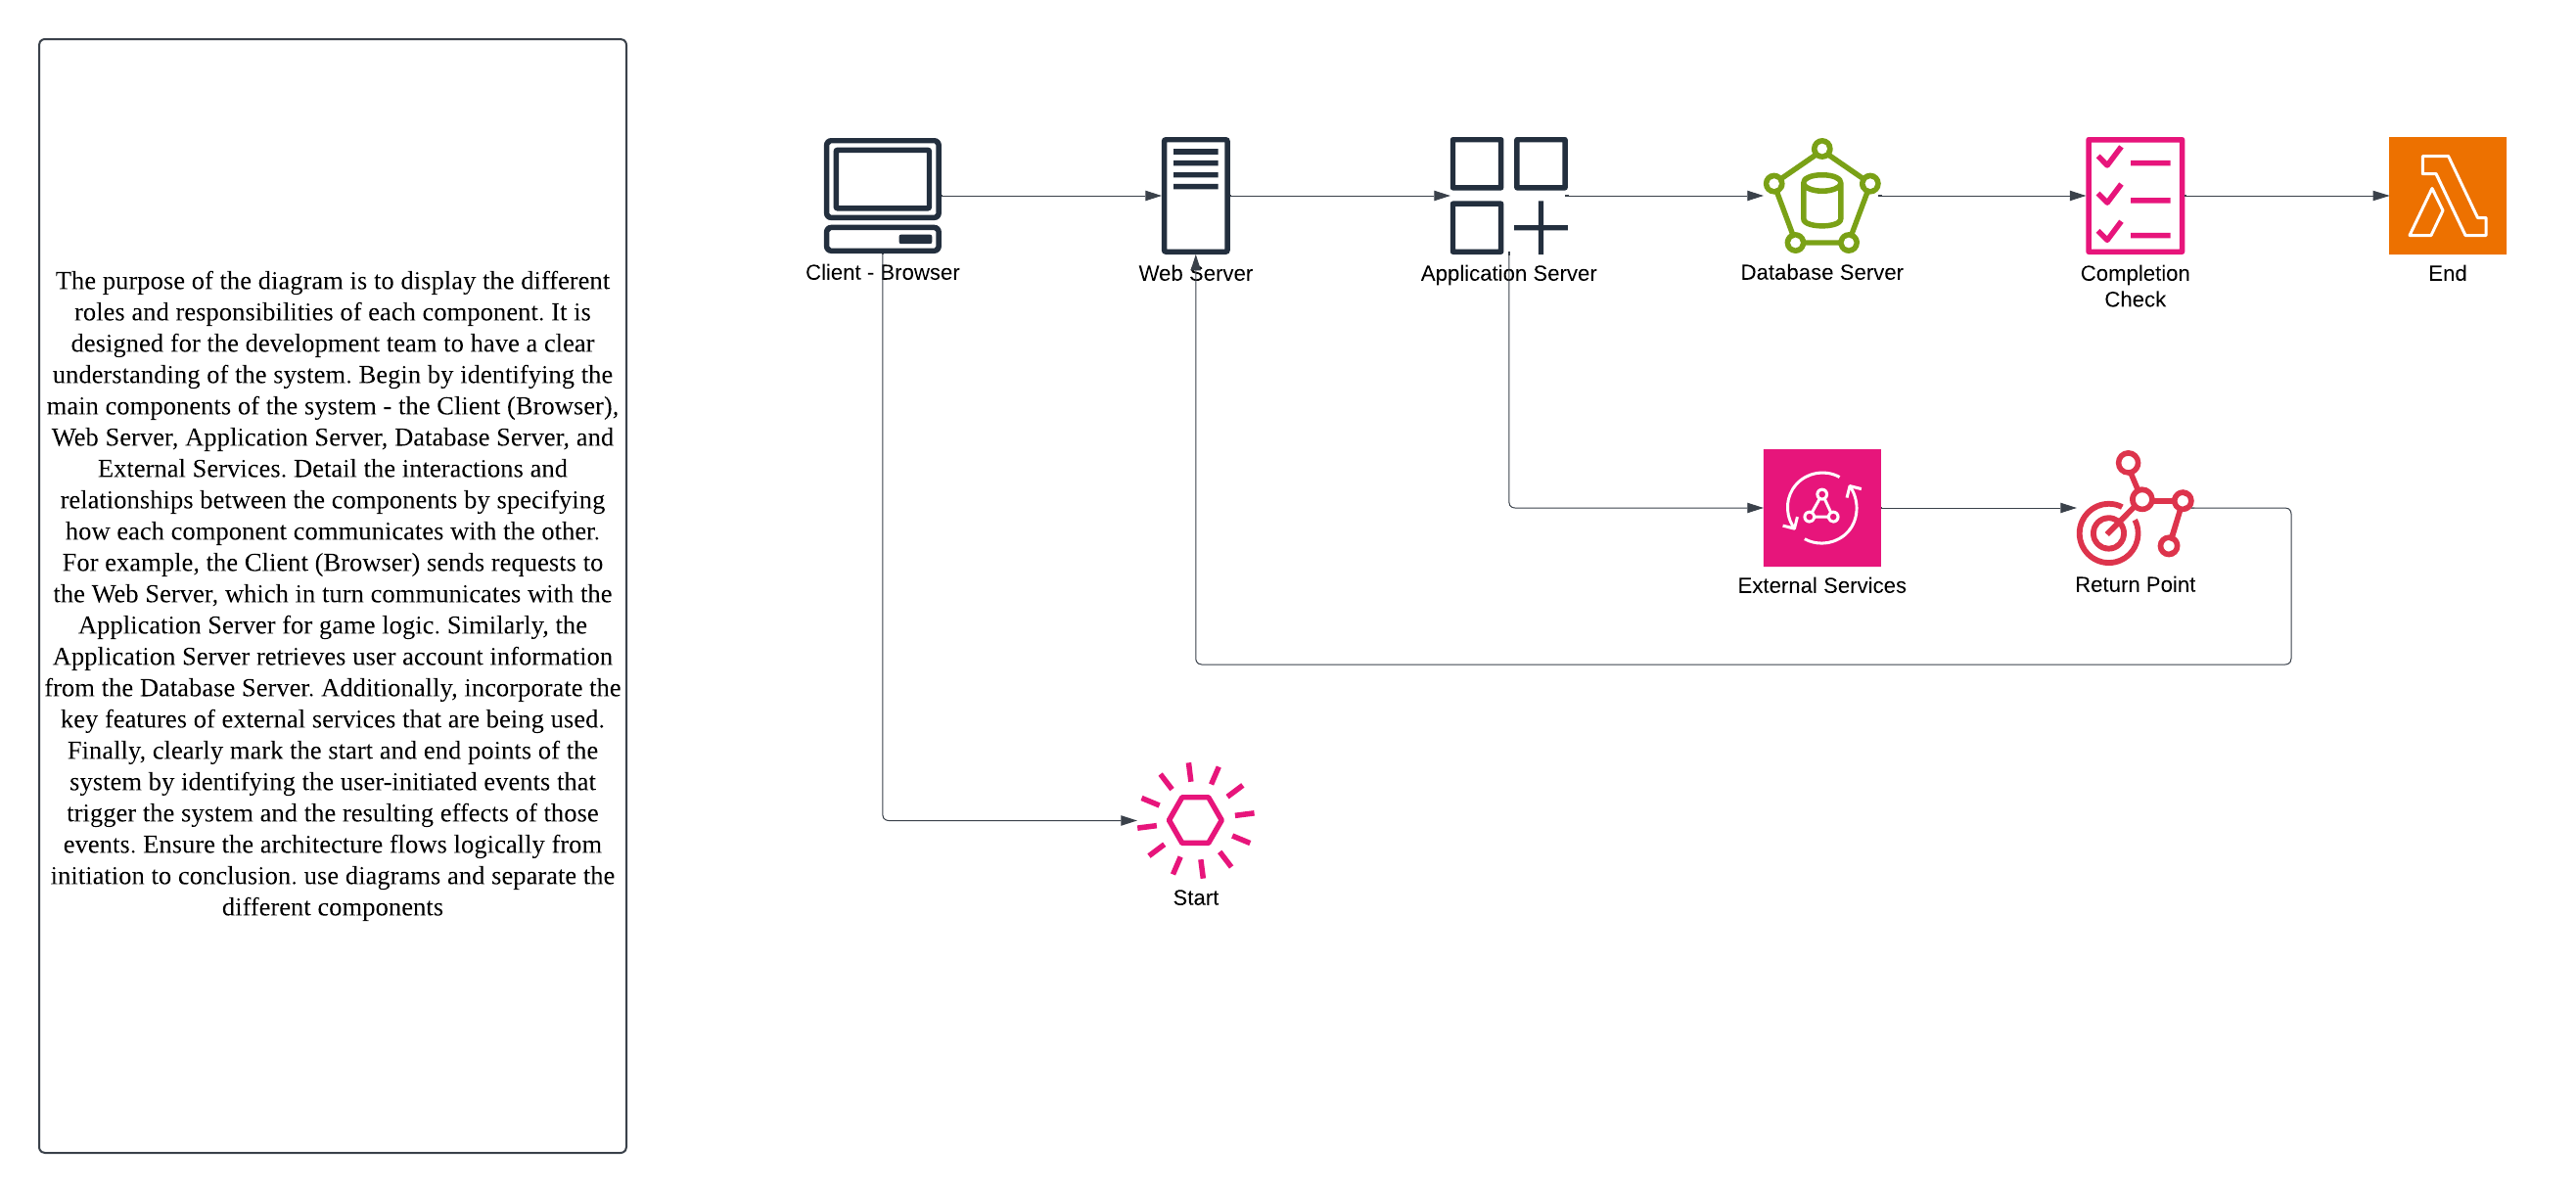 The purpose of the diagram is to display the different
roles and responsibilities of each component. It is
designed for the development team to have a clear
understanding of the system. Begin by identifying the
main components of the system - the Client (Browser),
Web Server, Application Server, Database Server, and
External Services. Detail the interactions and
relationships between the components by specifying
how each component communicates with the other.
For example, the Client (Browser) sends requests to
the Web Server, which in turn communicates with the
Application Server for game logic. Similarly, the
Application Server retrieves user account information
from the Database Server. Additionally, incorporate the
key features of external services that are being used.
Finally, clearly mark the start and end points of the
system by identifying the user-initiated events that
trigger the system and the resulting effects of those
events. Ensure the architecture flows logically from
initiation to conclusion. use diagrams and separate the
different components
Client - Browser
Web Server
Application Server
Database Server
Completion
Check
End
External Services
Return Point
Start